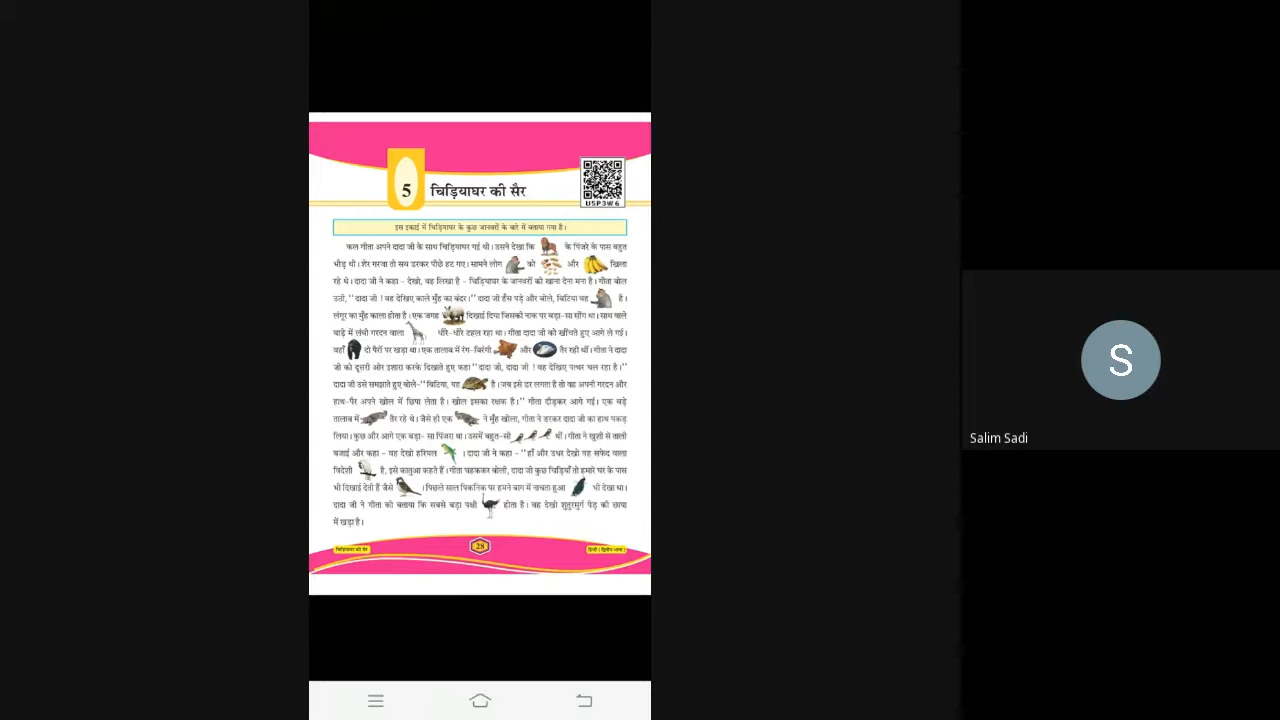 5
चिड़ियाघर की सैर
U5P3W6
इस इकाई में चिड़ियाघर के कुछ जानवरों के बारे में बताया गया है।
कल गीता अपने दादा जी के साथ चिड़ियाघर गई थी। उसने देखा कि के पिंजरे के पास बहुत
भीड़ थी। शेर गरजा तो सब डरकर पीछे हट गए। सामने लोग को और खिला
रहे थे। दादा जी ने कहा - देखो, वह लिखा है - चिड़ियाघर के जानवरों को खाना देना मना है। गीता बोल
उठी, ''दादा जी ! वह देखिए काले मुँह का बंदर।'' दादा जी हँस पड़े और बोले, बिटिया यह है।
लंगूर का मुँह काला होता है। एक जगह दिखाई दिया जिसकी नाक पर बड़ा-सा सींग था। साथ वाले
बाड़े में लंबी गरदन वाला धीरे-धीरे टहल रहा था। गीता दादा जी को खींचते हुए आगे ले गई।
वहाँ दो पैरों पर खड़ा था। एक तालाब में रंग-बिरंगी और तैर रही थीं। गीता ने दादा
जी को दूसरी ओर इशारा करके दिखाते हुए कहा ''दादा जी, दादा जी ! वह देखिए पत्थर चल रहा है।''
दादा जी उसे समझाते हुए बोले-''बिटिया, यह है। जब इसे डर लगता है तो वह अपनी गरदन और
हाथ-पैर अपने खोल में छिपा लेता है। खोल इसका रक्षक है।'' गीता दौड़कर आगे गई। एक बड़े
तालाब में तैर रहे थे। जैसे ही एक ने मुँह खोला, गीता ने डरकर दादा जी का हाथ पकड़
लिया। कुछ और आगे एक बड़ा- सा पिंजरा था। उसमें बहुत-सी थीं। गीता ने खुशी से ताली
बजाई और कहा - वह देखो हरियल । दादा जी ने कहा - ''हाँ और उधर देखो वह सफेद वाला
विदेशी है, इसे काकातुआ कहते हैं। गीता चहककर बोली, दादा जी कुछ चिड़ियाँ तो हमारे घर के पास
भी दिखाई देती हैं जैसे । पिछले साल पिकनिक पर हमने बाग में नाचता हुआ भी देखा था।
दादा जी ने गीता को बताया कि सबसे बड़ा पक्षी होता है। वह देखो शुतुरमुर्ग पेड़ की छाया
में खड़ा है।
चिड़ियाघर की सैर
28
हिन्दी ( द्वितीय भाषा )
S
Salim Sadi